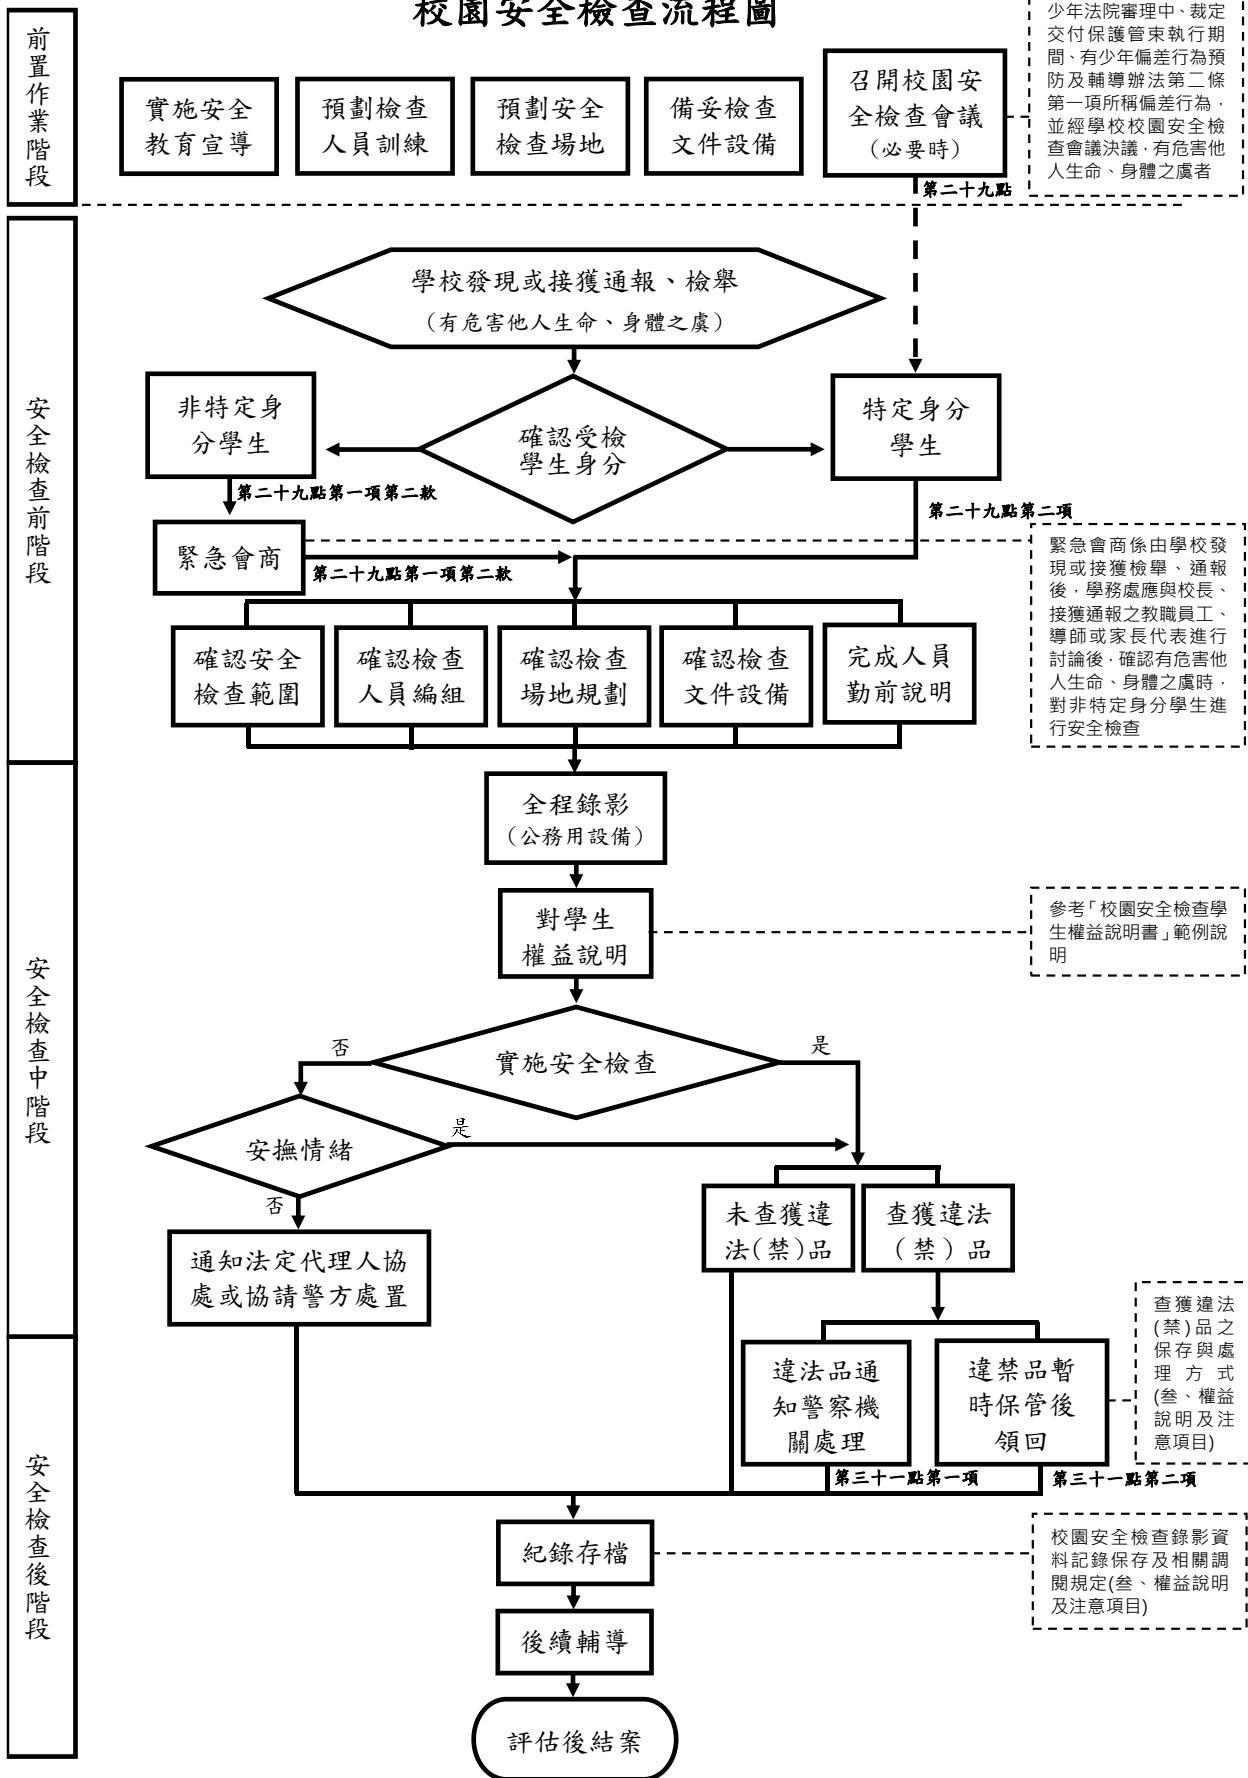 校園安全檢查流程圖
少年法院審理中、裁定
交付保護管束執行期
間、有少年偏差行為預
防及輔導辦法第二條
第一項所稱偏差行為，
並經學校校園安全檢
查會議決議，有危害他
人生命、身體之虞者
前置作業階段
實施安全
教育宣導
預劃檢查
人員訓練
預劃安全
檢查場地
備妥檢查
文件設備
召開校園安
全檢查會議
(必要時)
第二十九點
安全檢查前階段
學校發現或接獲通報、檢舉
（有危害他人生命、身體之虞）
非特定身
分學生
確認受檢
學生身分
特定身分
學生
第二十九點第一項第二款
第二十九點第二項
緊急會商
第二十九點第一項第二款
緊急會商係由學校發
現或接獲檢舉、通報
後，學務處應與校長、
接獲通報之教職員工、
導師或家長代表進行
討論後，確認有危害他
人生命、身體之虞時，
對非特定身分學生進
行安全檢查
確認安全
檢查範圍
確認檢查
人員編組
確認檢查
場地規劃
確認檢查
文件設備
完成人員
勤前說明
安全檢查中階段
全程錄影
（公務用設備）
對學生
權益說明
參考「校園安全檢查學
生權益說明書」範例說
明
實施安全檢查
否
是
安撫情緒
是
否
通知法定代理人協
處或協請警方處置
未查獲違
法(禁)品
查獲違法
（禁）品
查獲違法
(禁)品之
保存與處
理方式
(叁、權益
說明及注
意項目)
安全檢查後階段
違法品通
知警察機
關處理
違禁品暫
時保管後
領回
第三十一點第一項
第三十一點第二項
紀錄存檔
校園安全檢查錄影資
料記錄保存及相關調
閱規定(叁、權益說明
及注意項目)
後續輔導
評估後結案